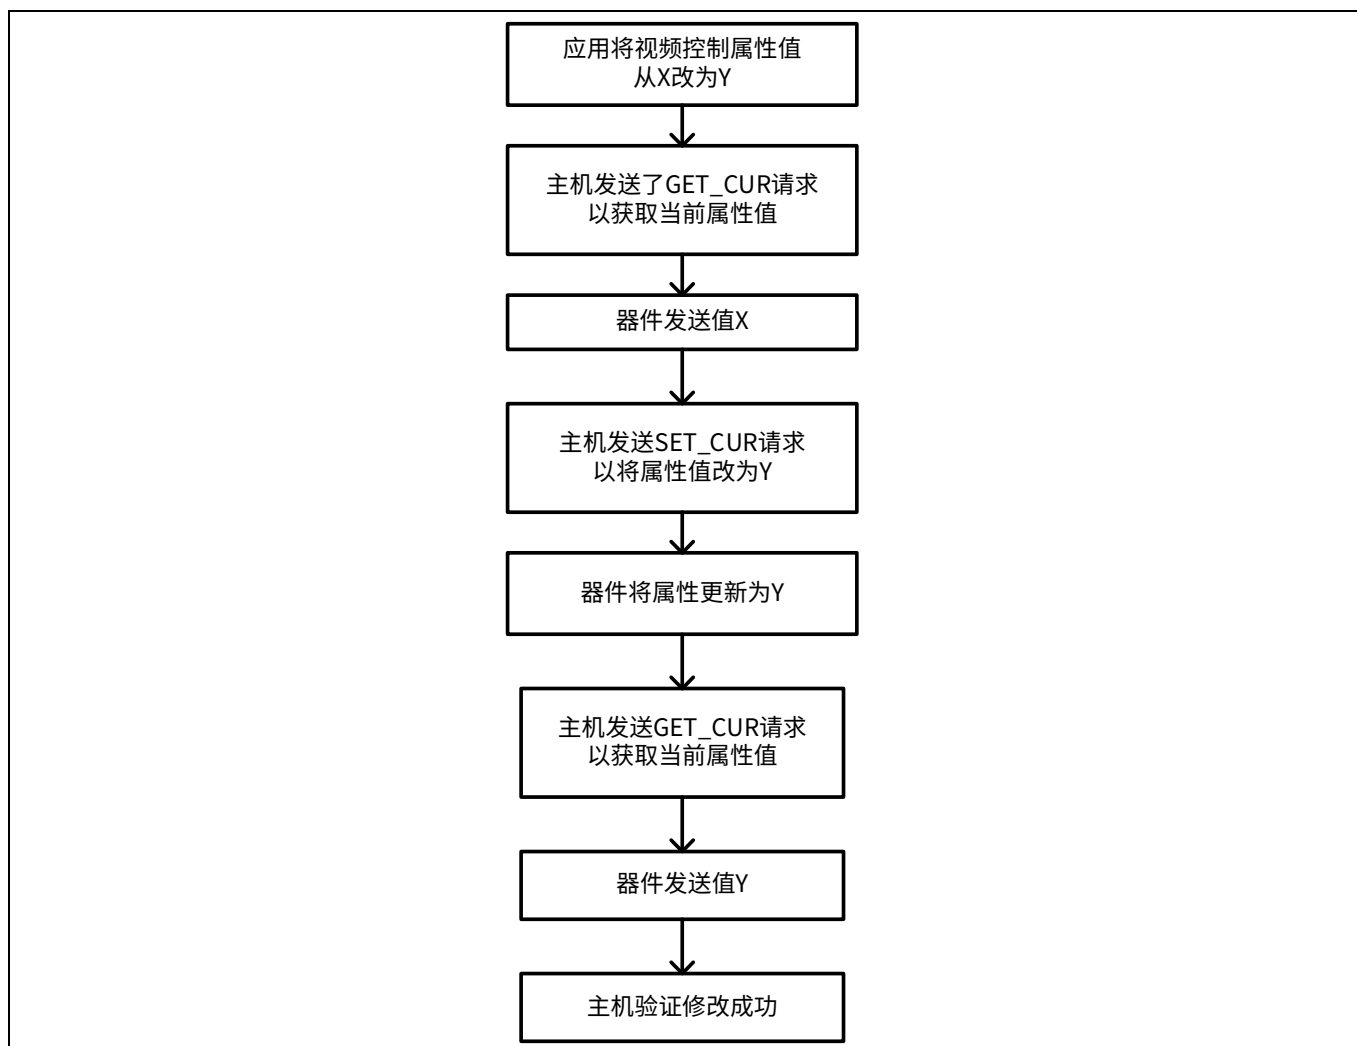 应用将视频控制属性值
从X改为Y
主机发送了GET_CUR请求
以获取当前属性值
器件发送值X
主机发送SET_CUR请求
以将属性值改为Y
器件将属性更新为Y
主机发送GET_CUR请求
以获取当前属性值
器件发送值Y
主机验证修改成功